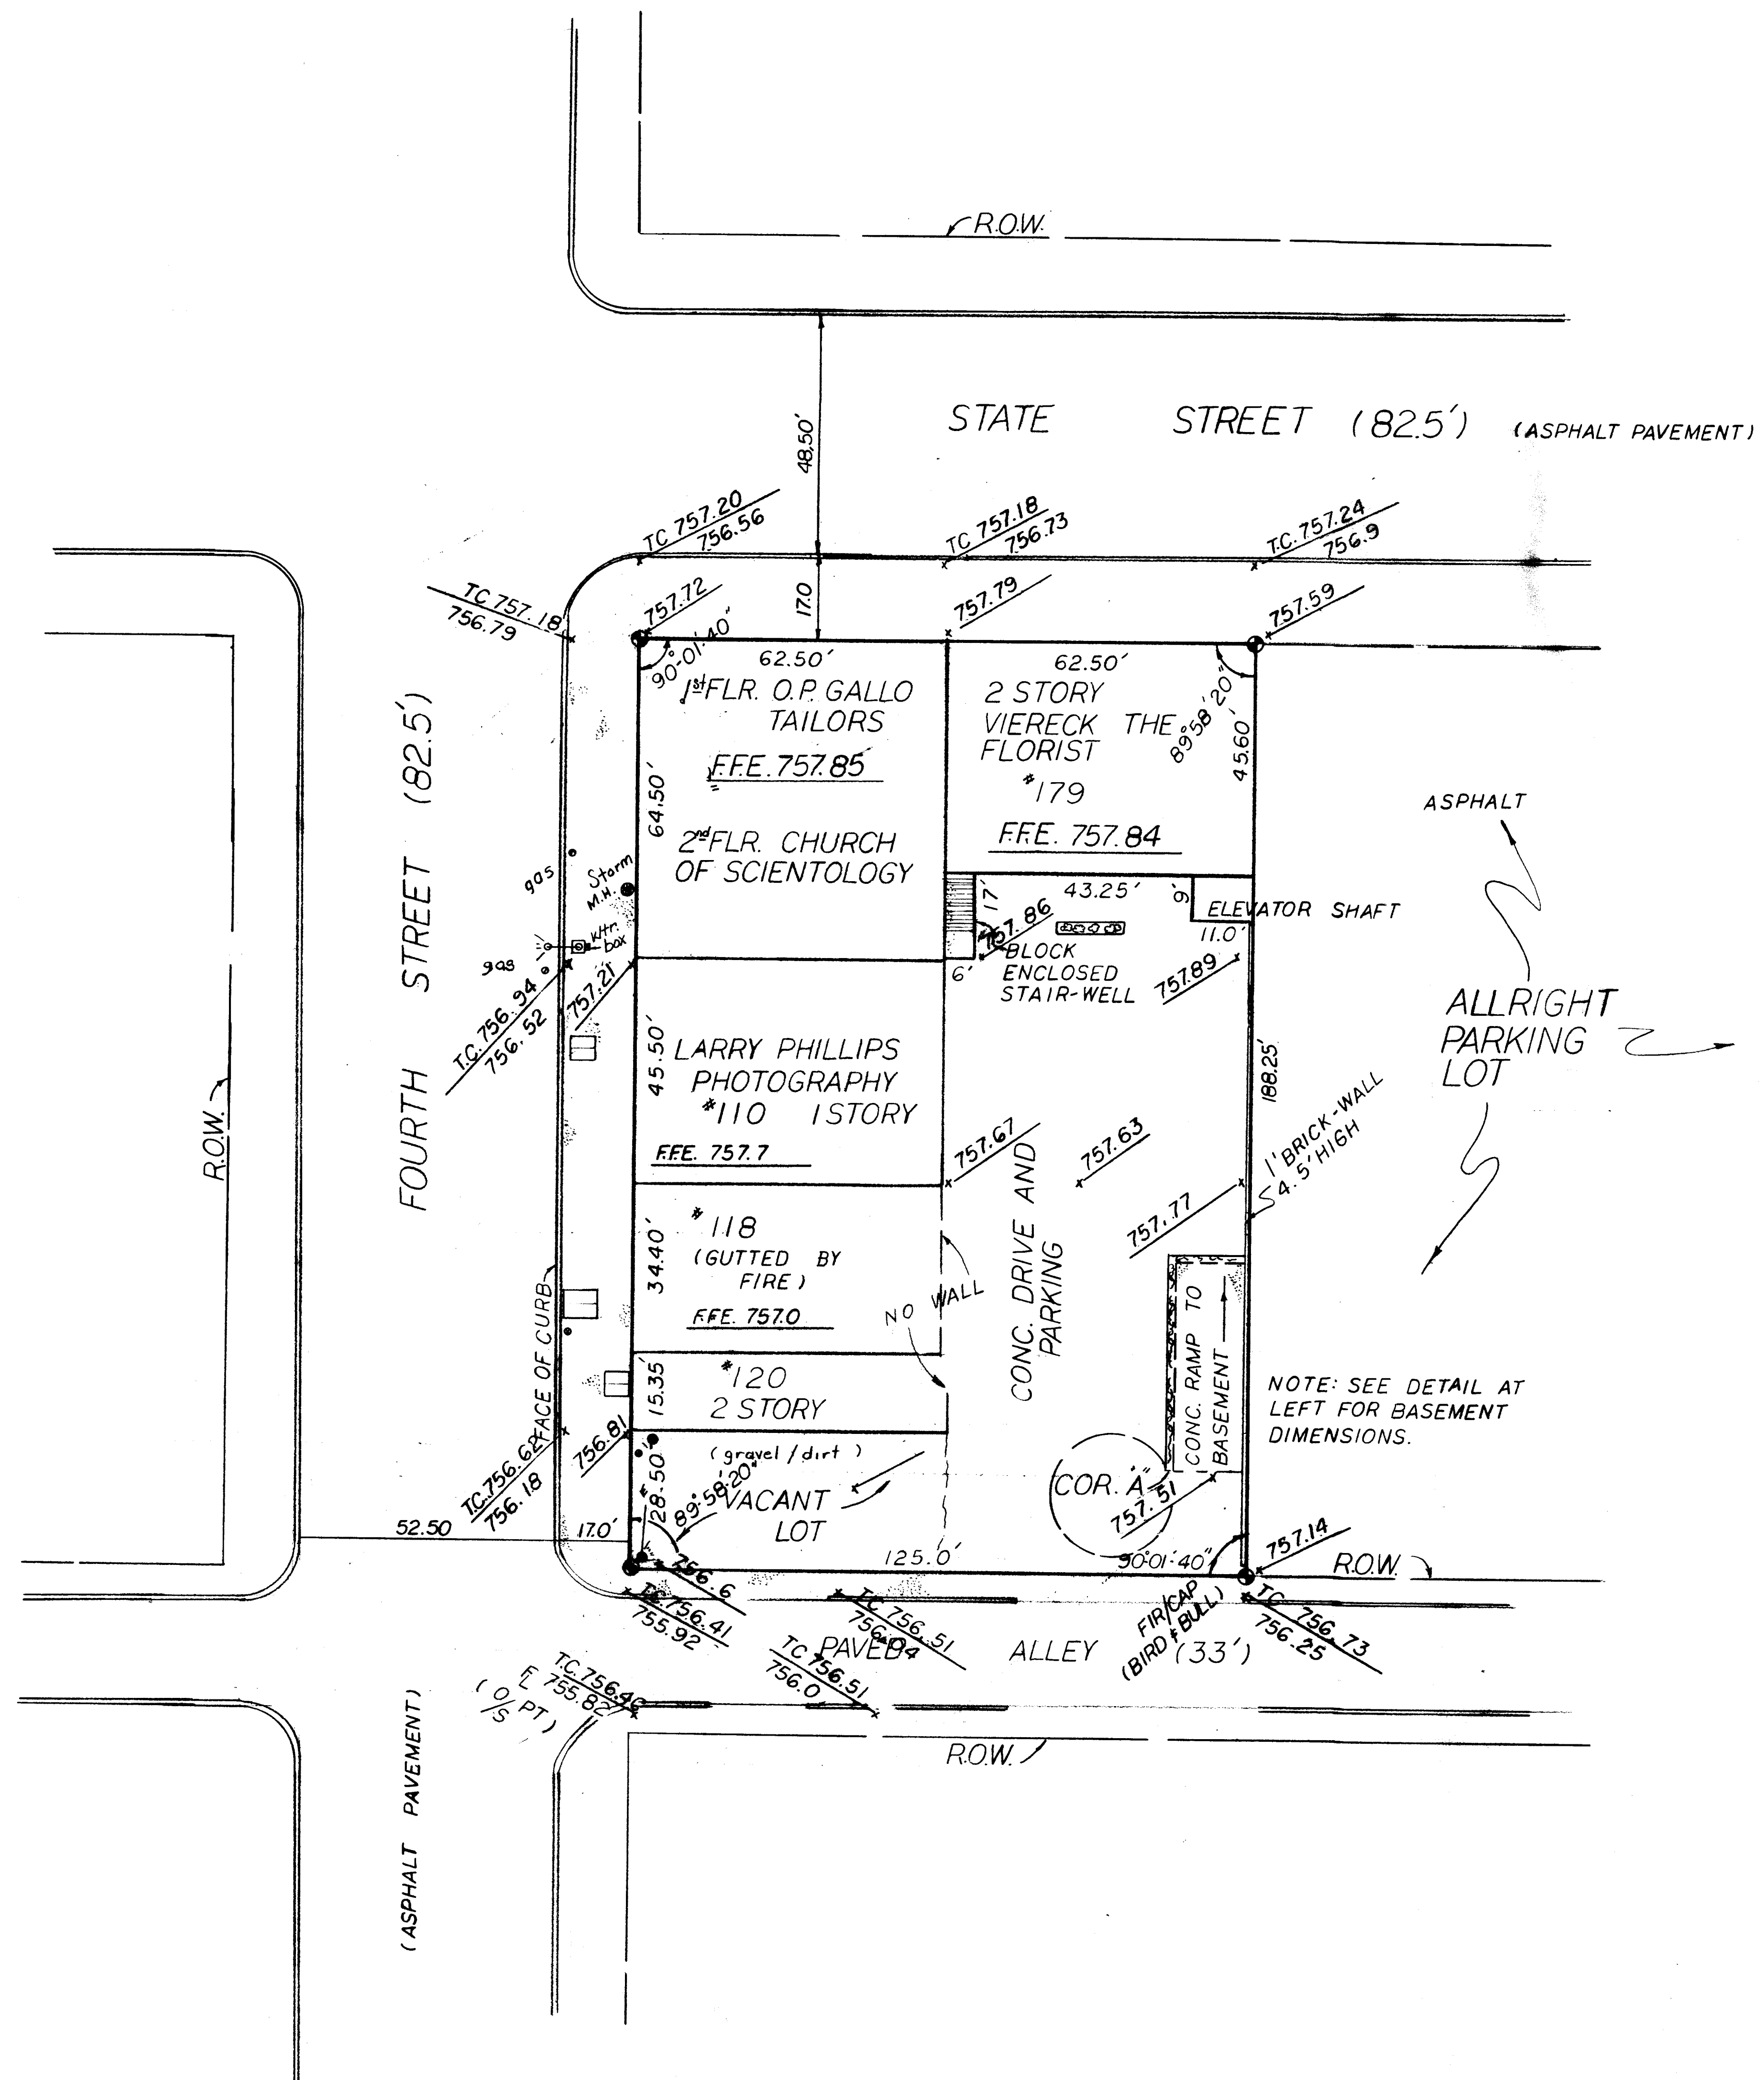 R.O.W.
48.50'
STATE STREET (82.5') (ASPHALT PAVEMENT)
TC 757.20
756.56
TC 757.18
756.73
T.C. 757.24
756.9
TC 757.18
756.79
757.72
17.0
757.79
757.59
90°-01'-40"
62.50'
62.50'
89°58'20"
1st FLR. O.P. GALLO
TAILORS
F.F.E. 757.85
2nd FLR. CHURCH
OF SCIENTOLOGY
64.50'
2 STORY
VIERECK THE
FLORIST
#179
F.F.E. 757.84
45.60'
FOURTH STREET (82.5')
gas
Storm
M.H.
gas
Wtr.
box
T.C. 756.94
756.52
757.21
17'
43.25'
9'
ELEVATOR SHAFT
11.0'
757.86
6'
BLOCK
ENCLOSED
STAIR-WELL
757.89
ASPHALT
ALLRIGHT
PARKING
LOT
45.50'
LARRY PHILLIPS
PHOTOGRAPHY
#110 1 STORY
F.F.E. 757.7
188.25'
1' BRICK-WALL
4.5' HIGH
757.67
757.63
757.77
R.O.W.
34.40'
#118
(GUTTED BY
FIRE)
F.F.E. 757.0
NO WALL
CONC. DRIVE AND
PARKING
CONC. RAMP TO
BASEMENT
FACE OF CURB
15.35'
#120
2 STORY
NOTE: SEE DETAIL AT
LEFT FOR BASEMENT
DIMENSIONS.
T.C. 756.62
756.18
756.81
(gravel / dirt)
28.50'
89°-58'-20"
VACANT
LOT
COR. "A"
757.51
52.50
17.0'
125.0'
90°01'40"
757.14
R.O.W.
756.6
T.C. 756.41
755.92
T.C 756.51
756.04
FIR/CAP
(BIRD & BULL)
TC 756.73
756.25
PAVED ALLEY (33')
T.C. 756.46
755.82
(O/S PT)
TC 756.51
756.0
R.O.W.
(ASPHALT PAVEMENT)